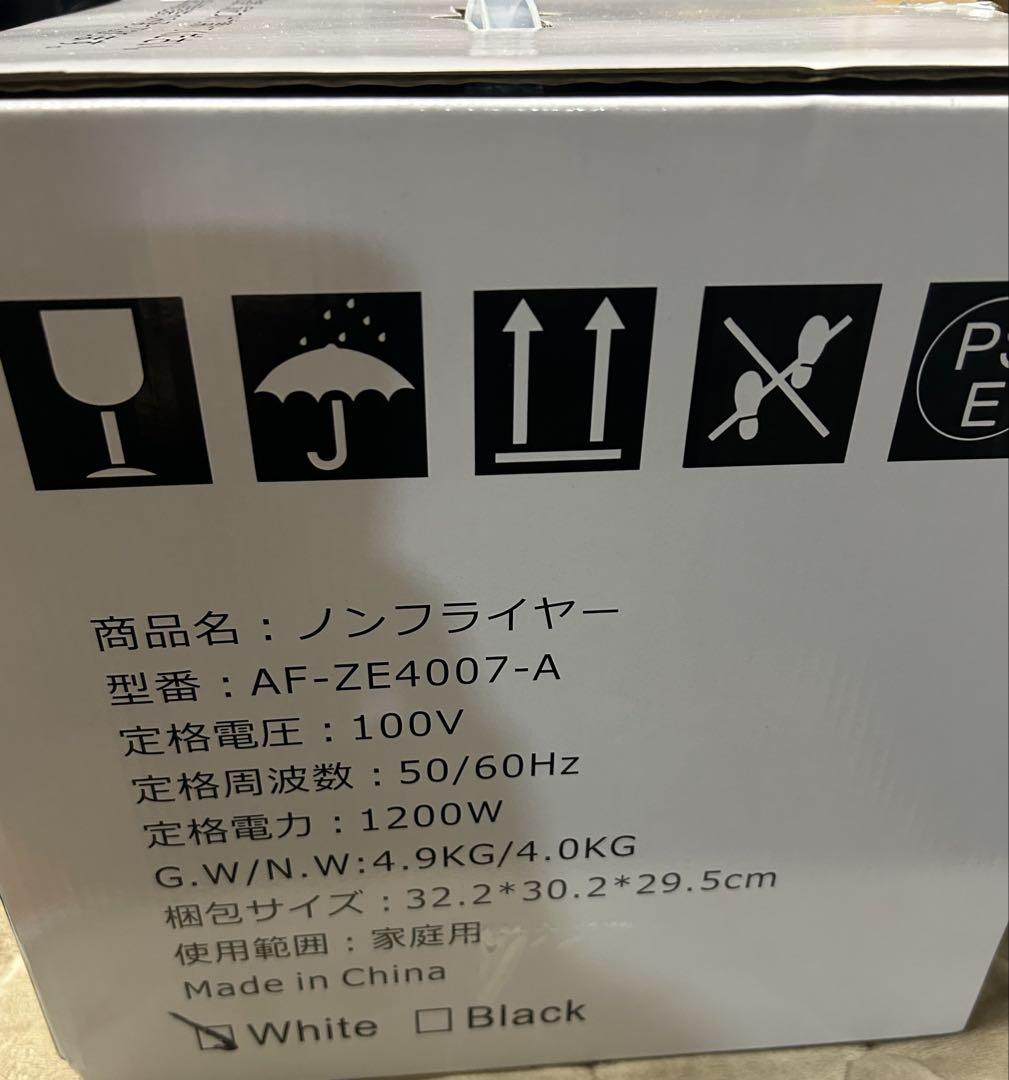 PS
E
商品名：ノンフライヤー
型番：AF-ZE4007-A
定格電圧：100V
定格周波数：50/60Hz
定格電力：1200W
G.W/N.W:4.9KG/4.0KG
梱包サイズ：32.2*30.2*29.5cm
使用範囲：家庭用
Made in China
White Black